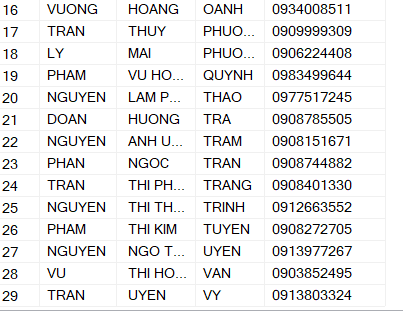 16 VUONG HOANG OANH 0934008511
17 TRAN THUY PHUO... 0909999309
18 LY MAI PHUO... 0906224408
19 PHAM VU HO... QUYNH 0983499644
20 NGUYEN LAM P... THAO 0977517245
21 DOAN HUONG TRA 0908785505
22 NGUYEN ANH U... TRAM 0908151671
23 PHAN NGOC TRAN 0908744882
24 TRAN THI PH... TRANG 0908401330
25 NGUYEN THI TH... TRINH 0912663552
26 PHAM THI KIM TUYEN 0908272705
27 NGUYEN NGO T... UYEN 0913977267
28 VU THI HO... VAN 0903852495
29 TRAN UYEN VY 0913803324